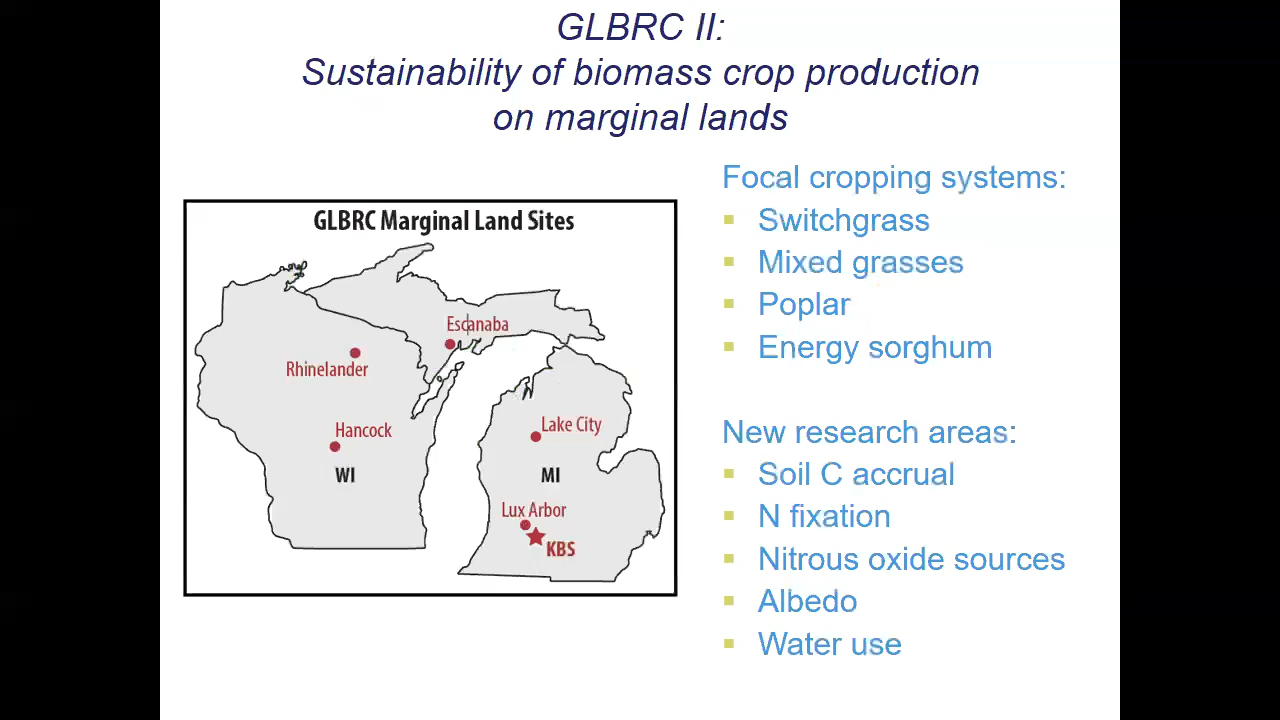 GLBRC II:
Sustainability of biomass crop production
on marginal lands
GLBRC Marginal Land Sites
Escanaba
Rhinelander
Hancock
Lake City
WI
MI
Lux Arbor
KBS
Focal cropping systems:
Switchgrass
Mixed grasses
Poplar
Energy sorghum
New research areas:
Soil C accrual
N fixation
Nitrous oxide sources
Albedo
Water use